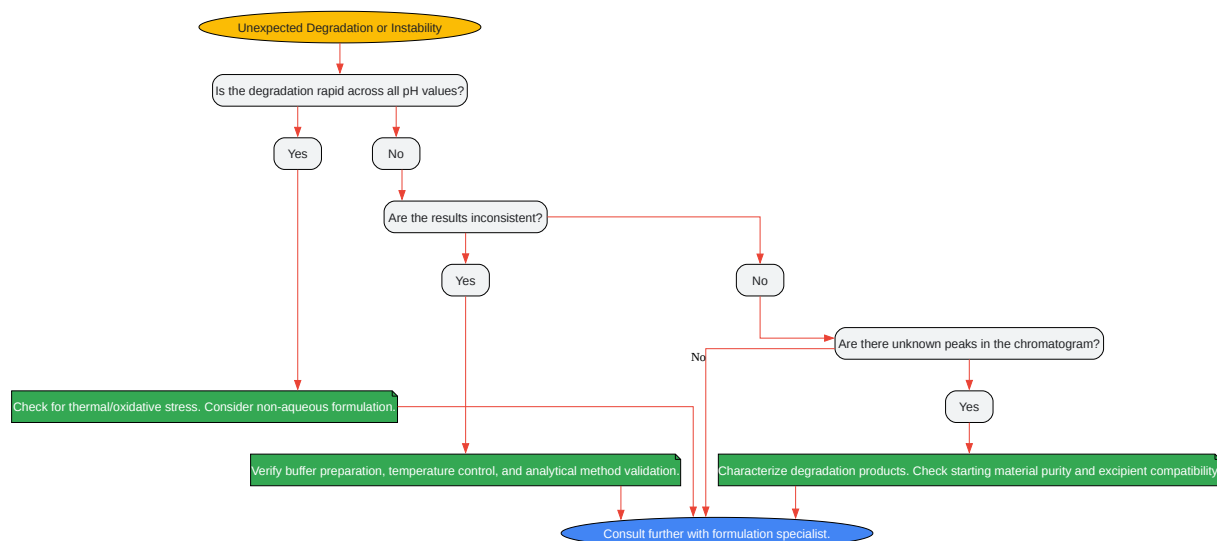 Unexpected Degradation or Instability
Is the degradation rapid across all pH values?
Yes
No
Are the results inconsistent?
Yes
No
Are there unknown peaks in the chromatogram?
No
Check for thermal/oxidative stress. Consider non-aqueous formulation.
Yes
Verify buffer preparation, temperature control, and analytical method validation.
Characterize degradation products. Check starting material purity and excipient compatibility
Consult further with formulation specialist.